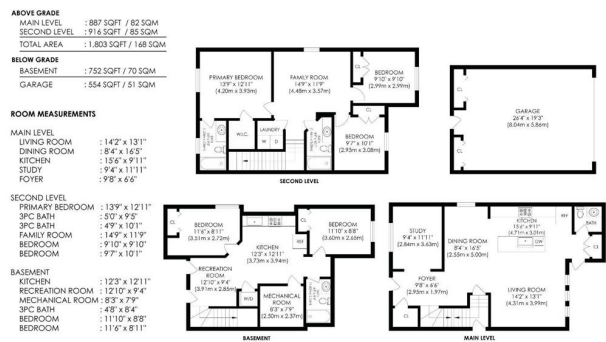 ABOVE GRADE
MAIN LEVEL : 887 SQFT / 82 SQM
SECOND LEVEL : 916 SQFT / 85 SQM
TOTAL AREA : 1,803 SQFT / 168 SQM
BELOW GRADE
BASEMENT : 752 SQFT / 70 SQM
GARAGE : 554 SQFT / 51 SQM
ROOM MEASUREMENTS
MAIN LEVEL
LIVING ROOM : 14'2" x 13'1"
DINING ROOM : 8'4" x 16'5"
KITCHEN : 15'6" x 9'11"
STUDY : 9'4" x 11'11"
FOYER : 9'8" x 6'6"
SECOND LEVEL
PRIMARY BEDROOM : 13'9" x 12'11"
3PC BATH : 5'0" x 9'5"
3PC BATH : 4'9" x 10'1"
FAMILY ROOM : 14'9" x 11'9"
BEDROOM : 9'10" x 9'10"
BEDROOM : 9'7" x 10'1"
BASEMENT
KITCHEN : 12'3" x 12'11"
RECREATION ROOM : 12'10" x 9'4"
MECHANICAL ROOM : 8'3" x 7'9"
3PC BATH : 4'8" x 8'4"
BEDROOM : 11'10" x 8'8"
BEDROOM : 11'6" x 8'11"
PRIMARY BEDROOM
13'9" x 12'11"
(4.20m x 3.93m)
FAMILY ROOM
14'9" x 11'9"
(4.48m x 3.57m)
CL
BEDROOM
9'10" x 9'10"
(2.99m x 2.99m)
W.I.C.
LAUNDRY
W D
CL
BEDROOM
9'7" x 10'1"
(2.93m x 3.08m)
SECOND LEVEL
CL
CL
GARAGE
26'4" x 19'3"
(8.04m x 5.86m)
CL
BEDROOM
11'6" x 8'11"
(3.51m x 2.72m)
KITCHEN
12'3" x 12'11"
(3.73m x 3.94m)
REF
CL
BEDROOM
11'10" x 8'8"
(3.60m x 2.65m)
RECREATION
ROOM
12'10" x 9'4"
(3.91m x 2.85m)
W/D
MECHANICAL
ROOM
8'3" x 7'9"
(2.50m x 2.37m)
BASEMENT
STUDY
9'4" x 11'11"
(2.84m x 3.63m)
DINING ROOM
8'4" x 16'5"
(2.55m x 5.00m)
KITCHEN
15'6" x 9'11"
(4.71m x 3.01m)
REF
DW
BATH
CL
FOYER
9'8" x 6'6"
(2.95m x 1.97m)
LIVING ROOM
14'2" x 13'1"
(4.31m x 3.99m)
CL
MAIN LEVEL